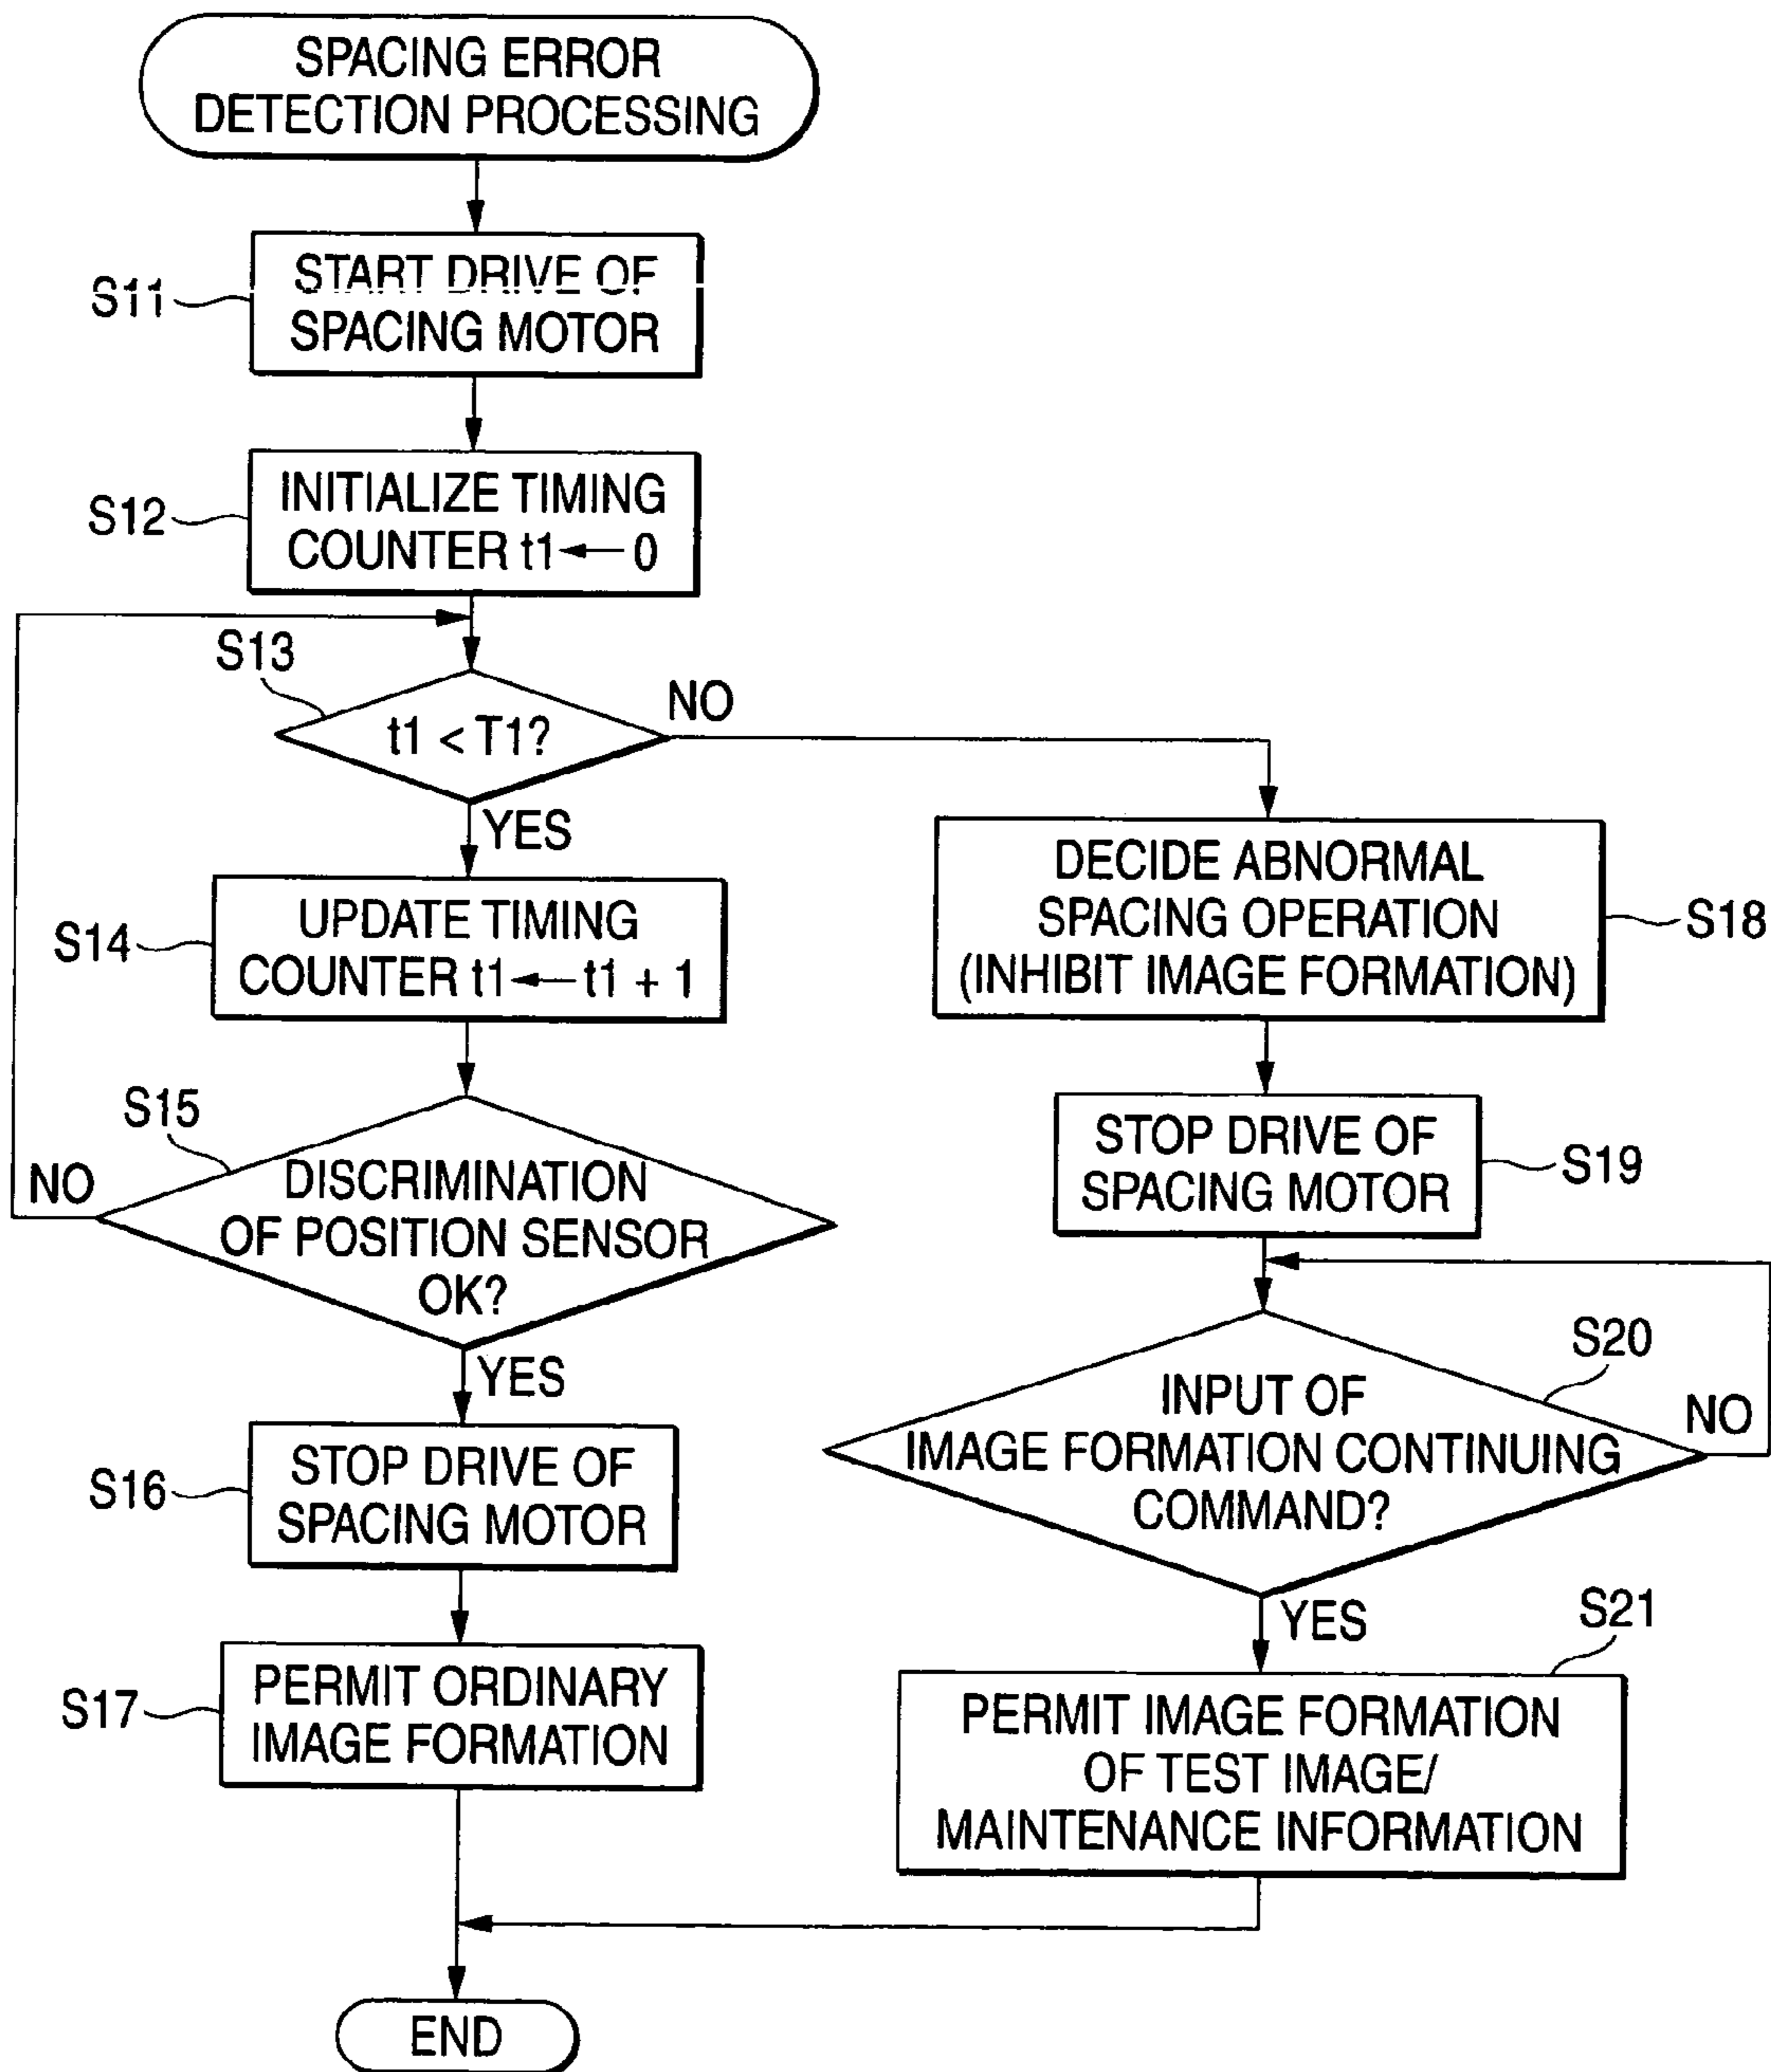 SPACING ERROR
DETECTION PROCESSING
S11
START DRIVE OF
SPACING MOTOR
S12
INITIALIZE TIMING
COUNTER t1 ← 0
S13
t1 < T1?
NO
YES
S14
UPDATE TIMING
COUNTER t1 ← t1 + 1
S15
DISCRIMINATION
OF POSITION SENSOR
OK?
NO
YES
S16
STOP DRIVE OF
SPACING MOTOR
S17
PERMIT ORDINARY
IMAGE FORMATION
DECIDE ABNORMAL
SPACING OPERATION
(INHIBIT IMAGE FORMATION)
S18
STOP DRIVE OF
SPACING MOTOR
S19
S20
INPUT OF
IMAGE FORMATION CONTINUING
COMMAND?
NO
YES
S21
PERMIT IMAGE FORMATION
OF TEST IMAGE/
MAINTENANCE INFORMATION
END